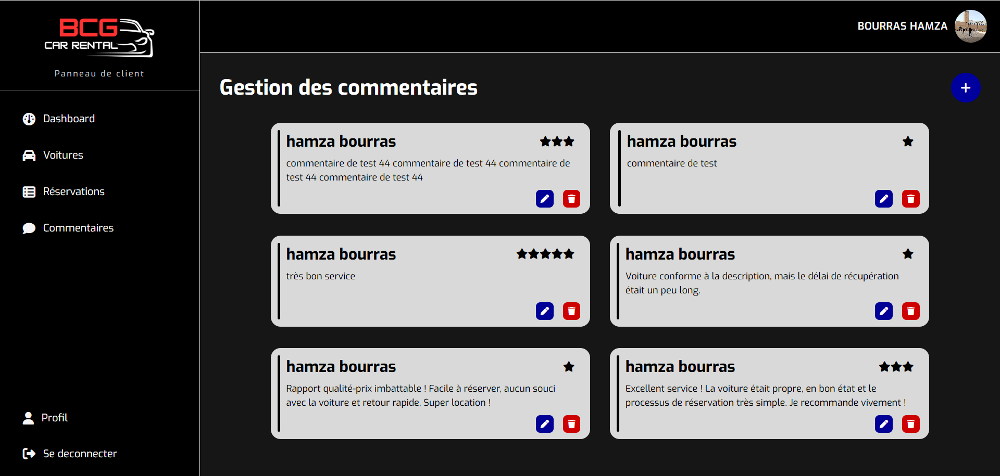 BCG
CAR RENTAL
Panneau de client
Dashboard
Voitures
Réservations
Commentaires
Profil
Se deconnecter
BOURRAS HAMZA
Gestion des commentaires
hamza bourras
commentaire de test 44 commentaire de test 44 commentaire de
test 44 commentaire de test 44
hamza bourras
commentaire de test
hamza bourras
très bon service
hamza bourras
Voiture conforme à la description, mais le délai de récupération
était un peu long.
hamza bourras
Rapport qualité-prix imbattable ! Facile à réserver, aucun souci
avec la voiture et retour rapide. Super location !
hamza bourras
Excellent service ! La voiture était propre, en bon état et le
processus de réservation très simple. Je recommande vivement !